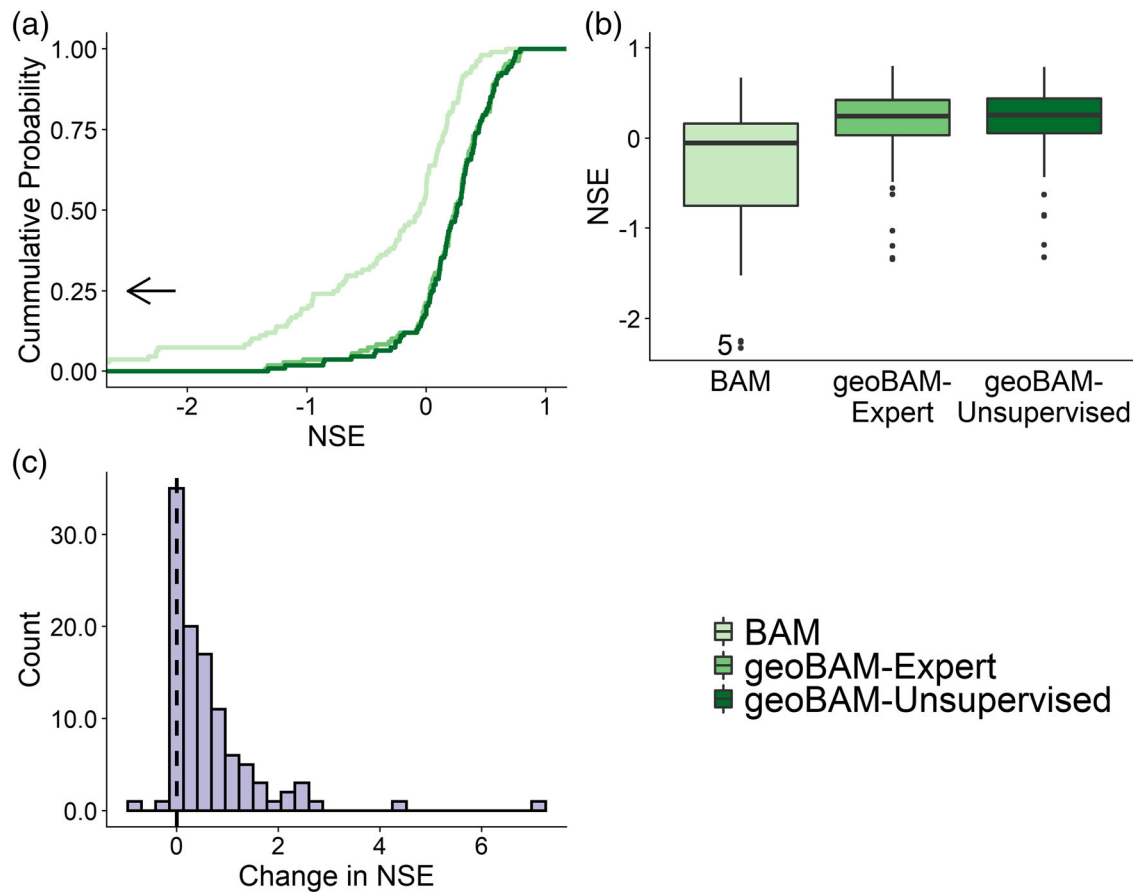 (a)
Cummulative Probability
1.00
0.75
0.50
0.25
0.00
-2
-1
0
1
NSE
(b)
NSE
1
0
-1
-2
5
BAM
geoBAM-
Expert
geoBAM-
Unsupervised
(c)
Count
30.0
20.0
10.0
0.0
0
2
4
6
Change in NSE
BAM
geoBAM-Expert
geoBAM-Unsupervised